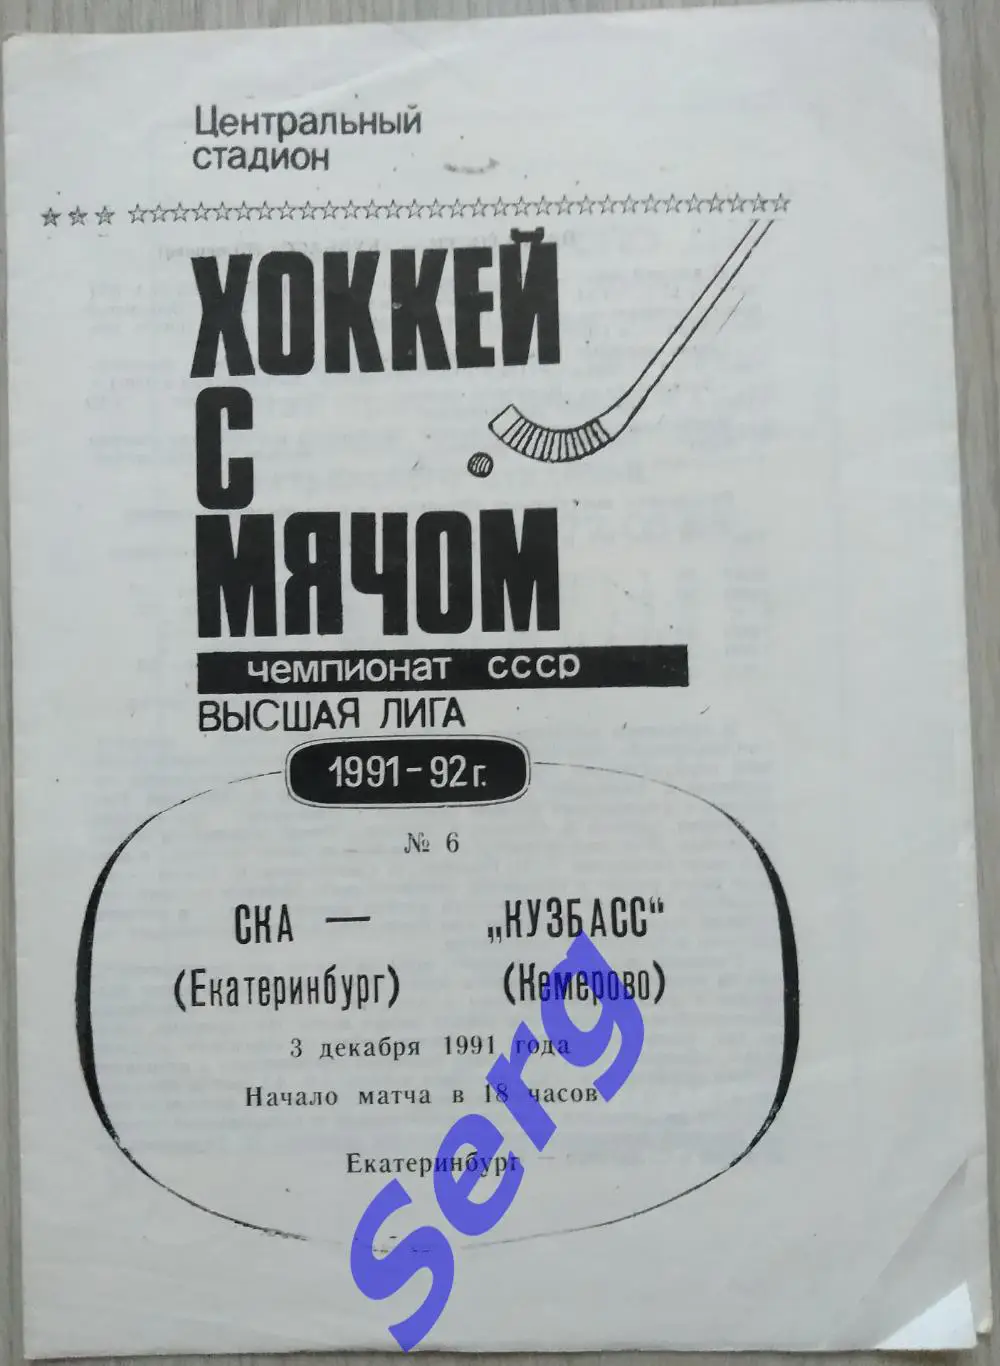 Центральный
стадион
ХОККЕЙ
С
МЯЧОМ
чемпионат СССР
ВЫСШАЯ ЛИГА
1991-92г.
№ 6
СКА — „КУЗБАСС“
(Екатеринбург) (Кемерово)
3 декабря 1991 года
Начало матча в 18 часов
Екатеринбург
Serg